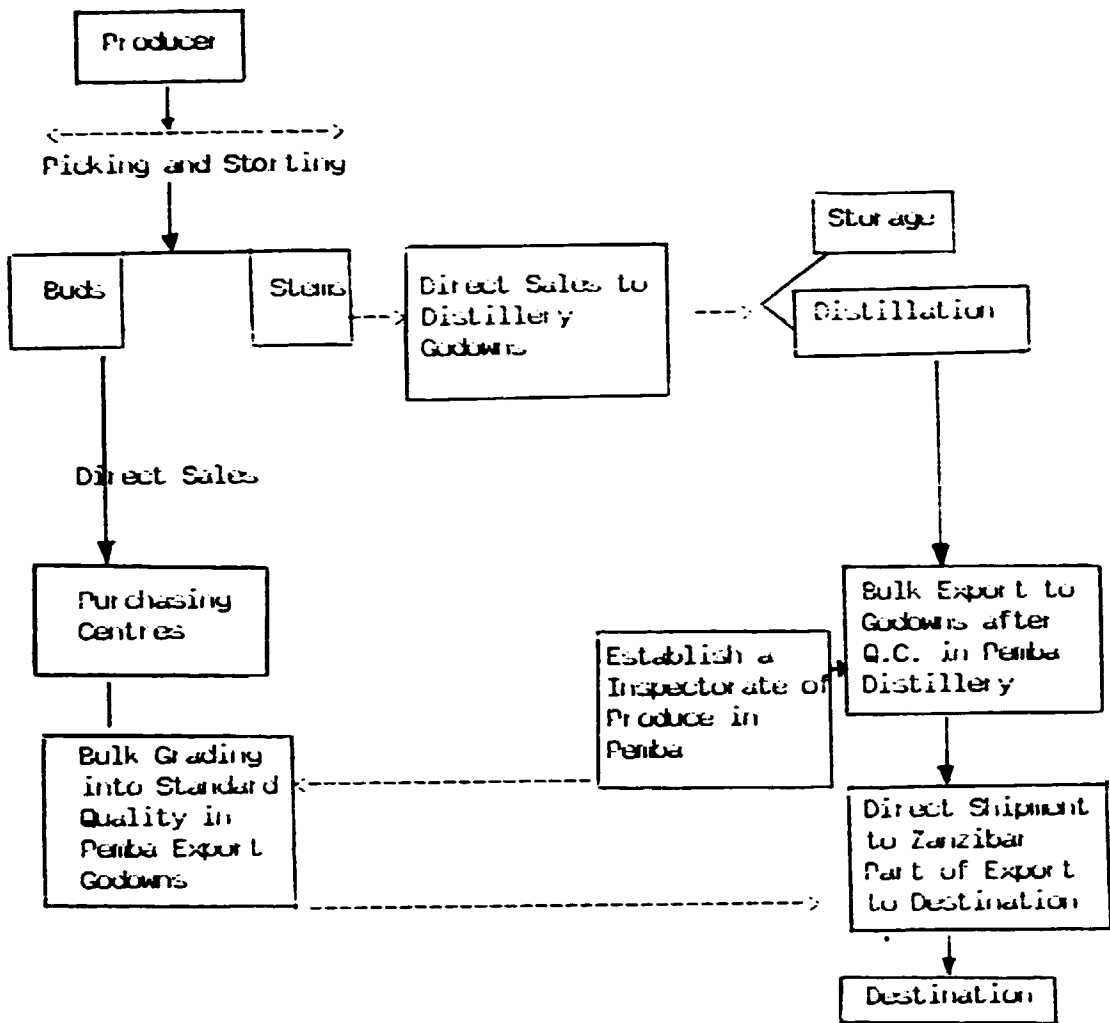 Producer
Picking and Storting
Storage
Buds
Stems
Direct Sales to
Distillery
Godowns
Distillation
Direct Sales
Purchasing
Centres
Bulk Export to
Godowns after
Q.C. in Pemba
Distillery
Establish a
Inspectorate of
Produce in
Pemba
Bulk Grading
into Standard
Quality in
Pemba Export
Godowns
Direct Shipment
to Zanzibar
Part of Export
to Destination
Destination